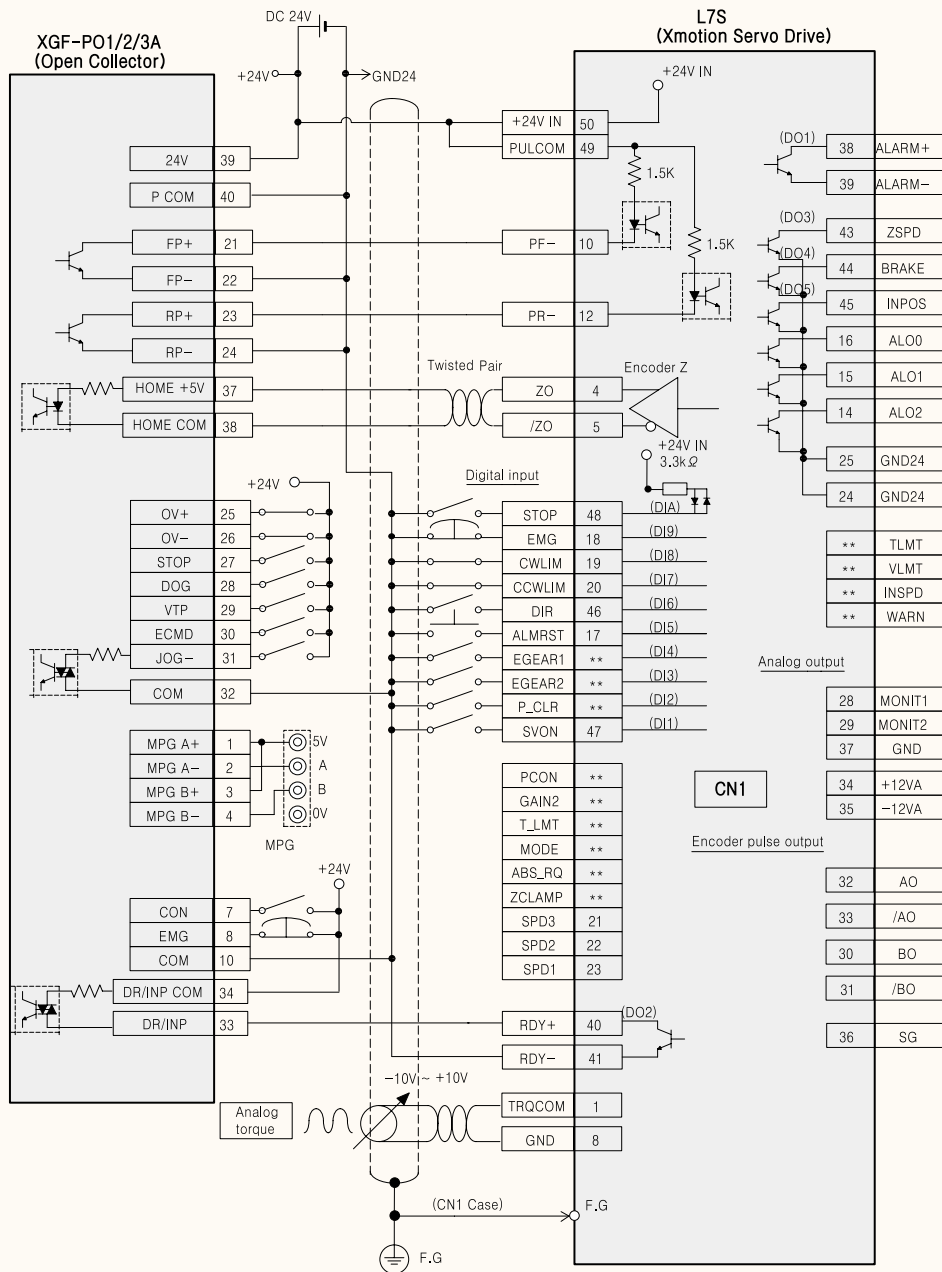 DC 24V
L7S
(Xmotion Servo Drive)
XGF-PO1/2/3A
(Open Collector)
+24V
GND24
+24V IN
+24V IN 50
PULCOM 49
1.5K
1.5K
24V 39
P COM 40
FP+ 21
FP- 22
RP+ 23
RP- 24
HOME +5V 37
HOME COM 38
PF- 10
PR- 12
Twisted Pair
ZO 4
/ZO 5
Encoder Z
+24V IN
3.3kΩ
+24V
Digital input
OV+ 25
OV- 26
STOP 27
DOG 28
VTP 29
ECMD 30
JOG- 31
COM 32
STOP 48 (DIA)
EMG 18 (DI9)
CWLIM 19 (DI8)
CCWLIM 20 (DI7)
DIR 46 (DI6)
ALMRST 17 (DI5)
EGEAR1 ** (DI4)
EGEAR2 ** (DI3)
P_CLR ** (DI2)
SVON 47 (DI1)
MPG A+ 1
MPG A- 2
MPG B+ 3
MPG B- 4
5V
A
B
0V
MPG
PCON **
GAIN2 **
T_LMT **
MODE **
ABS_RQ **
ZCLAMP **
SPD3 21
SPD2 22
SPD1 23
CN1
+24V
CON 7
EMG 8
COM 10
DR/INP COM 34
DR/INP 33
RDY+ 40
RDY- 41
(DO2)
-10V ~ +10V
Analog
torque
TRQCOM 1
GND 8
(CN1 Case)
F.G
F.G
(DO1)
38 ALARM+
39 ALARM-
(DO3)
43 ZSPD
(DO4)
44 BRAKE
(DO5)
45 INPOS
16 ALO0
15 ALO1
14 ALO2
25 GND24
24 GND24
** TLMT
** VLMT
** INSPD
** WARN
Analog output
28 MONIT1
29 MONIT2
37 GND
34 +12VA
35 -12VA
Encoder pulse output
32 AO
33 /AO
30 BO
31 /BO
36 SG